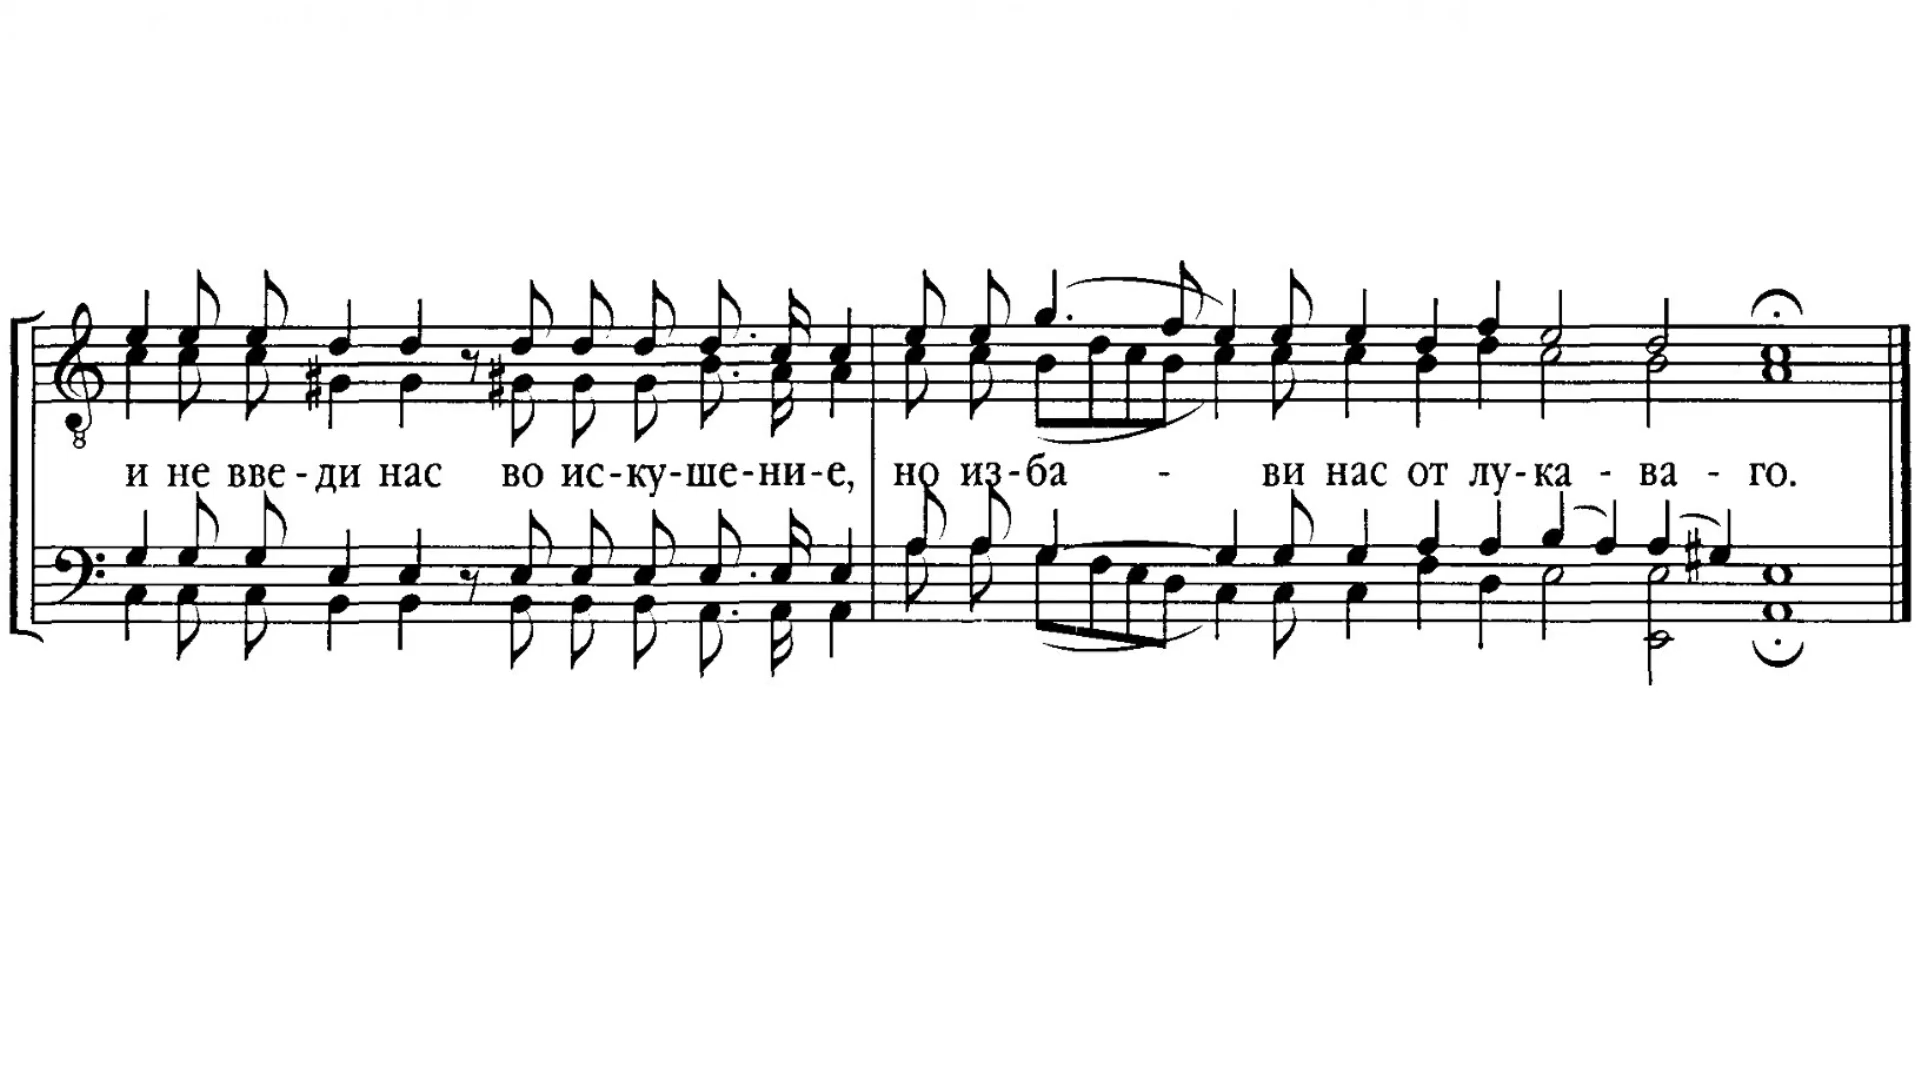 и не вве-ди нас во ис-ку-ше-ни-е, но из-ба - ви нас от лу-ка - ва - го.